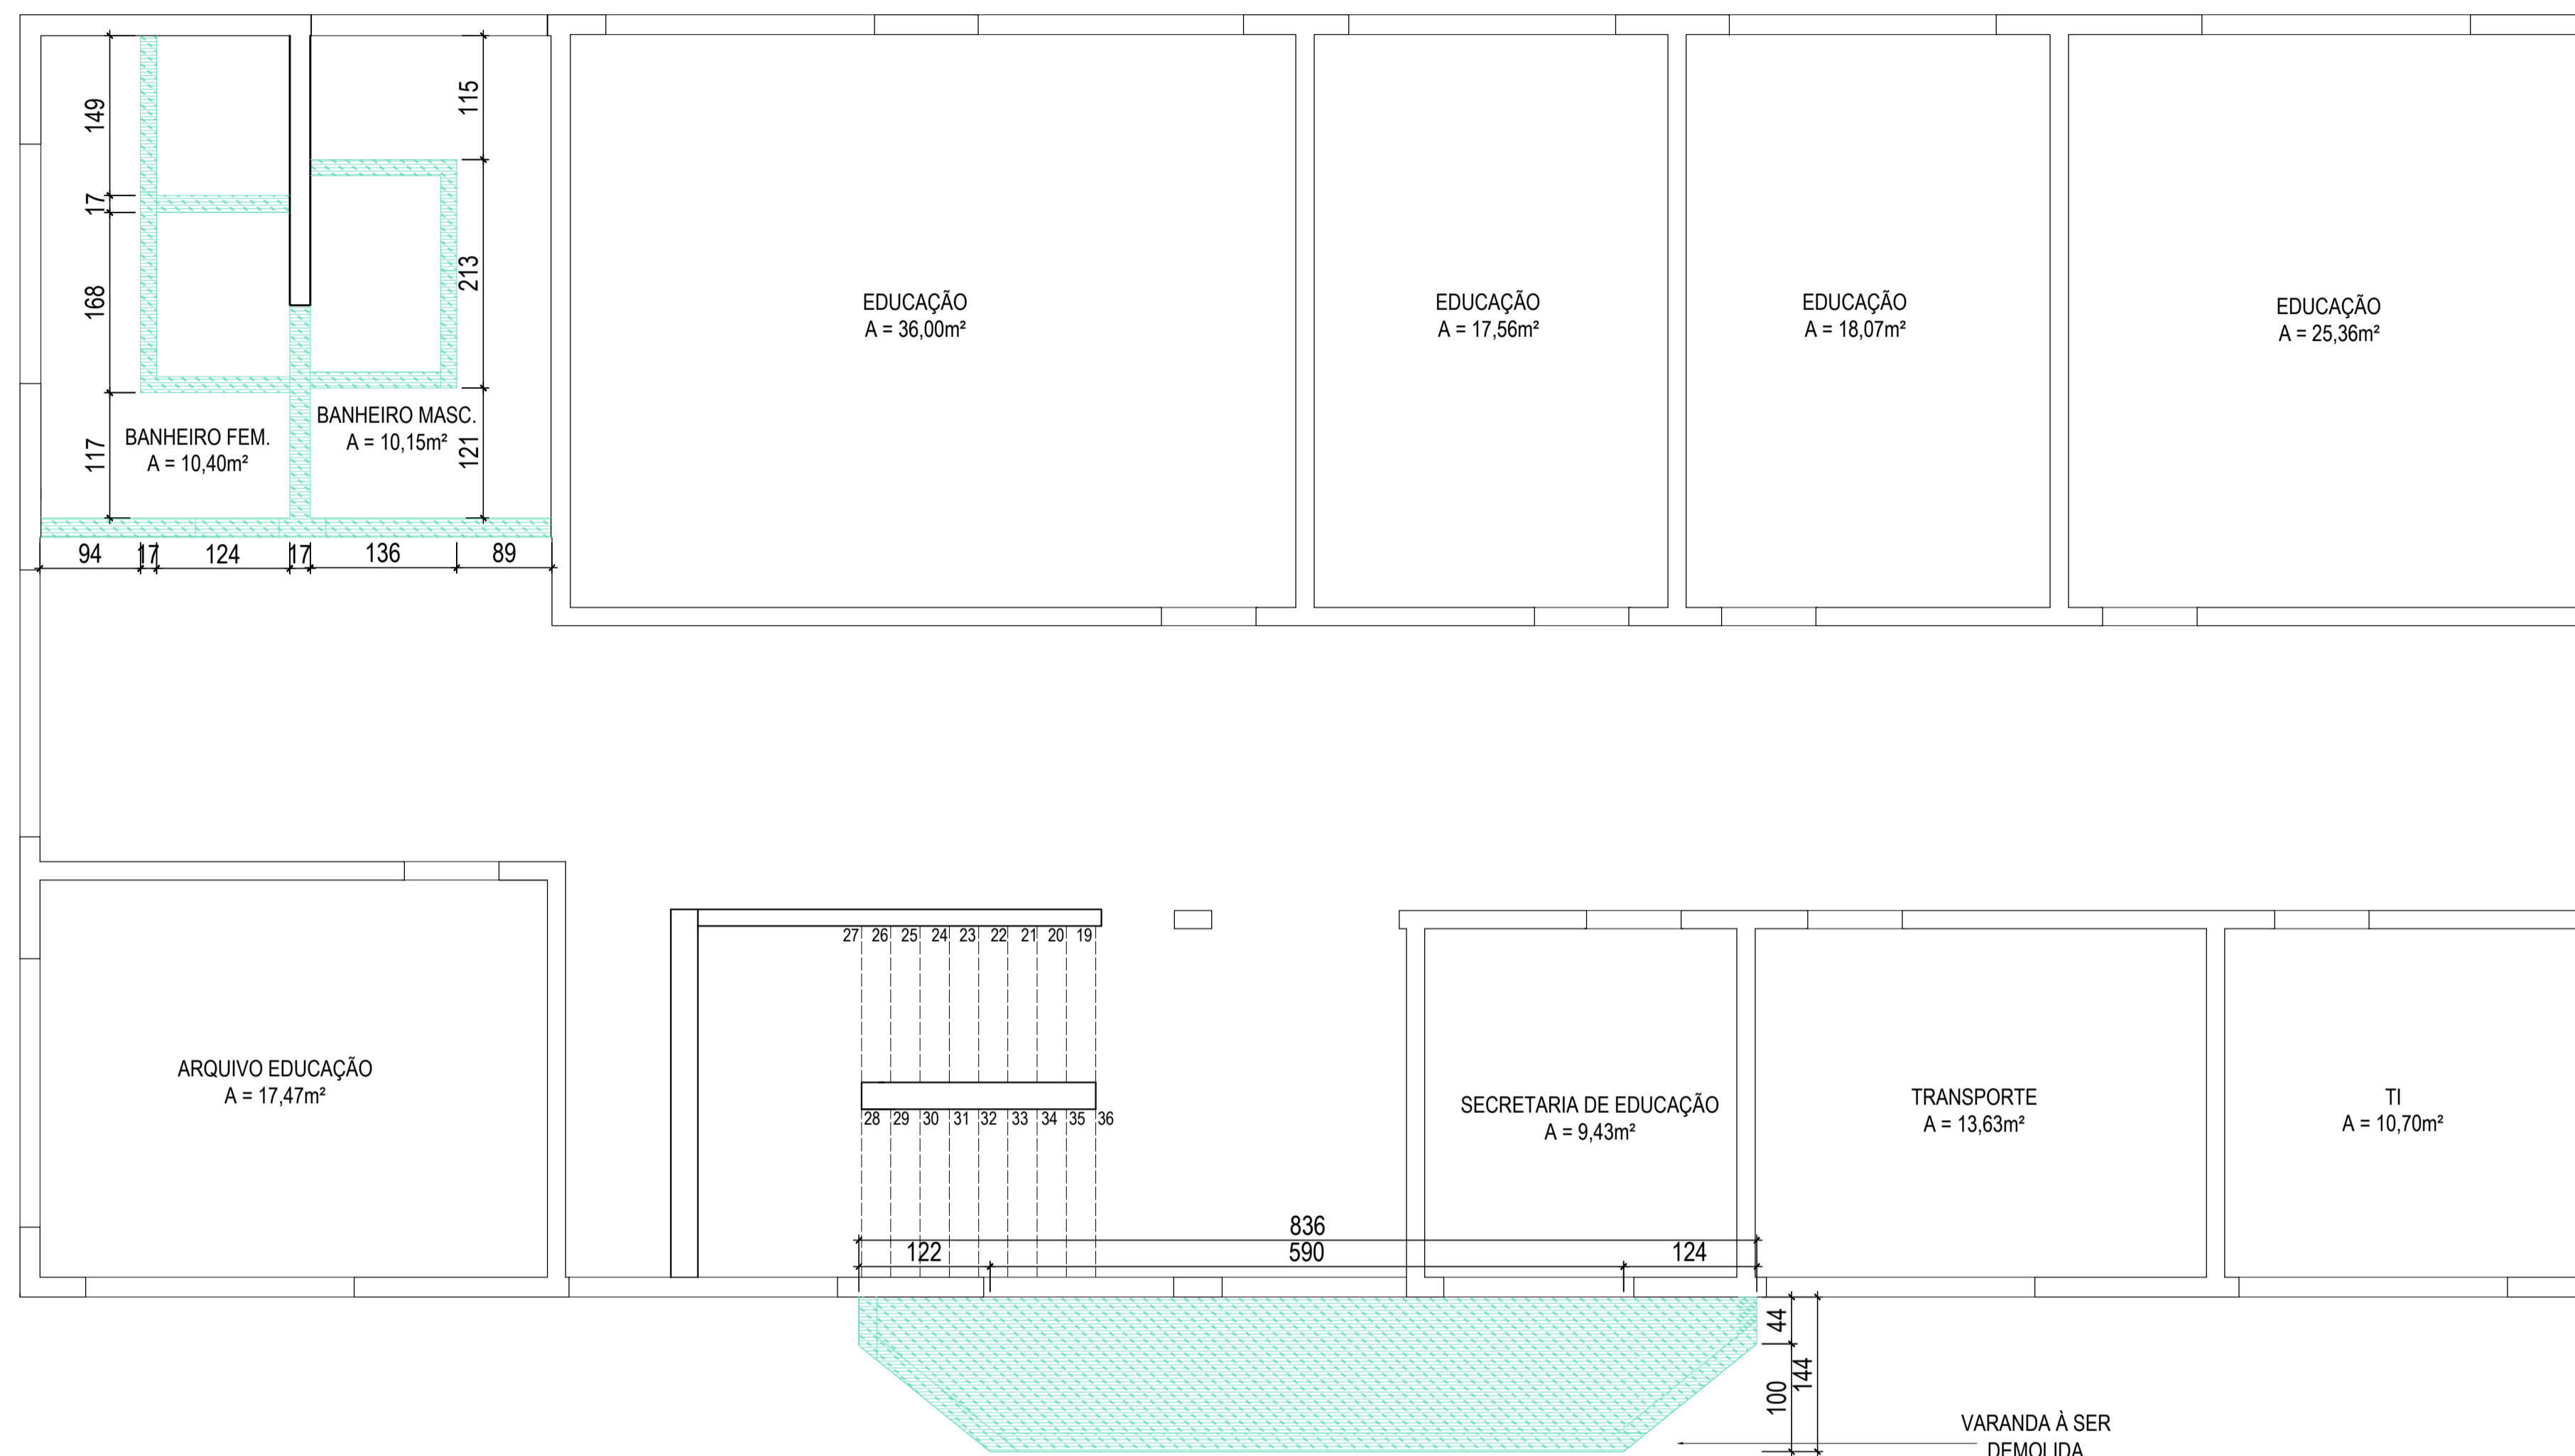 149
17
168
117
115
213
121
BANHEIRO FEM.
A = 10,40m²
BANHEIRO MASC.
A = 10,15m²
94
17
124
17
136
89
EDUCAÇÃO
A = 36,00m²
EDUCAÇÃO
A = 17,56m²
EDUCAÇÃO
A = 18,07m²
EDUCAÇÃO
A = 25,36m²
ARQUIVO EDUCAÇÃO
A = 17,47m²
27 26 25 24 23 22 21 20 19
28 29 30 31 32 33 34 35 36
SECRETARIA DE EDUCAÇÃO
A = 9,43m²
TRANSPORTE
A = 13,63m²
TI
A = 10,70m²
836
122
590
124
44
100
144
VARANDA À SER
DEMOLIDA